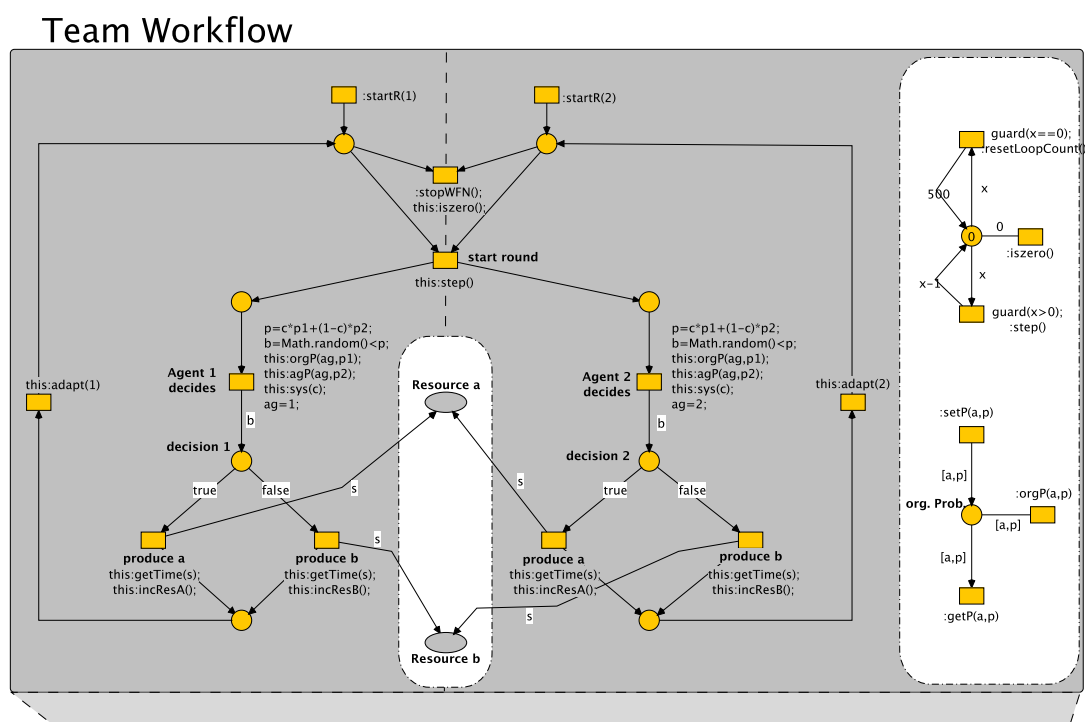 Team Workflow
:startR(1)
:startR(2)
:stopWFN();
this:iszero();
start round
this:step()
p=c*p1+(1-c)*p2;
b=Math.random()<p;
this:orgP(ag,p1);
this:agP(ag,p2);
this:sys(c);
ag=1;
Agent 1
decides
b
decision 1
true
false
s
s
produce a
this:getTime(s);
this:incResA();
produce b
this:getTime(s);
this:incResB();
this:adapt(1)
Resource a
Resource b
p=c*p1+(1-c)*p2;
b=Math.random()<p;
this:orgP(ag,p1);
this:agP(ag,p2);
this:sys(c);
ag=2;
Agent 2
decides
b
decision 2
true
false
s
s
produce a
this:getTime(s);
this:incResA();
produce b
this:getTime(s);
this:incResB();
this:adapt(2)
guard(x==0);
:resetLoopCount()
500
x
0
0
:iszero()
x
x-1
guard(x>0);
:step()
:setP(a,p)
[a,p]
:orgP(a,p)
org. Prob.
[a,p]
[a,p]
:getP(a,p)